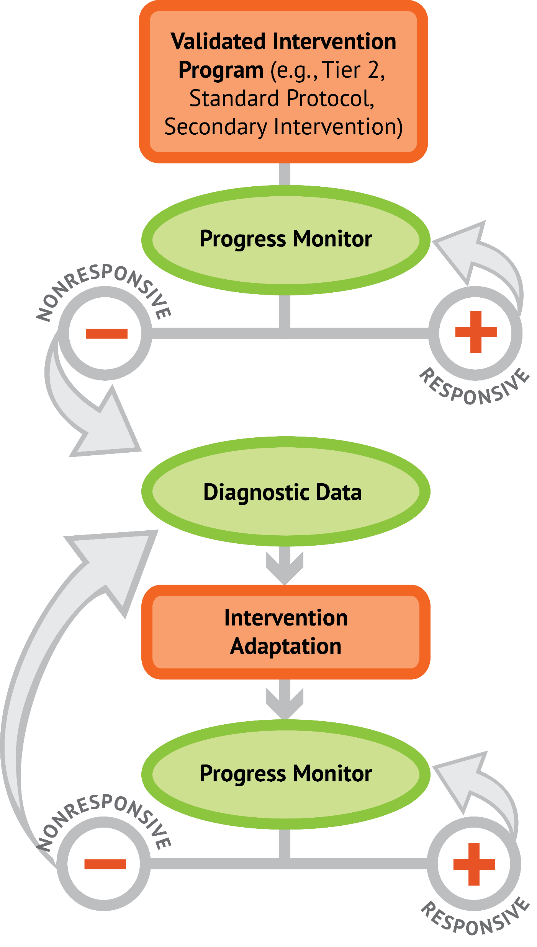 Validated Intervention
Program (e.g., Tier 2,
Standard Protocol,
Secondary Intervention)
Progress Monitor
NONRESPONSIVE
RESPONSIVE
Diagnostic Data
Intervention
Adaptation
Progress Monitor
NONRESPONSIVE
RESPONSIVE